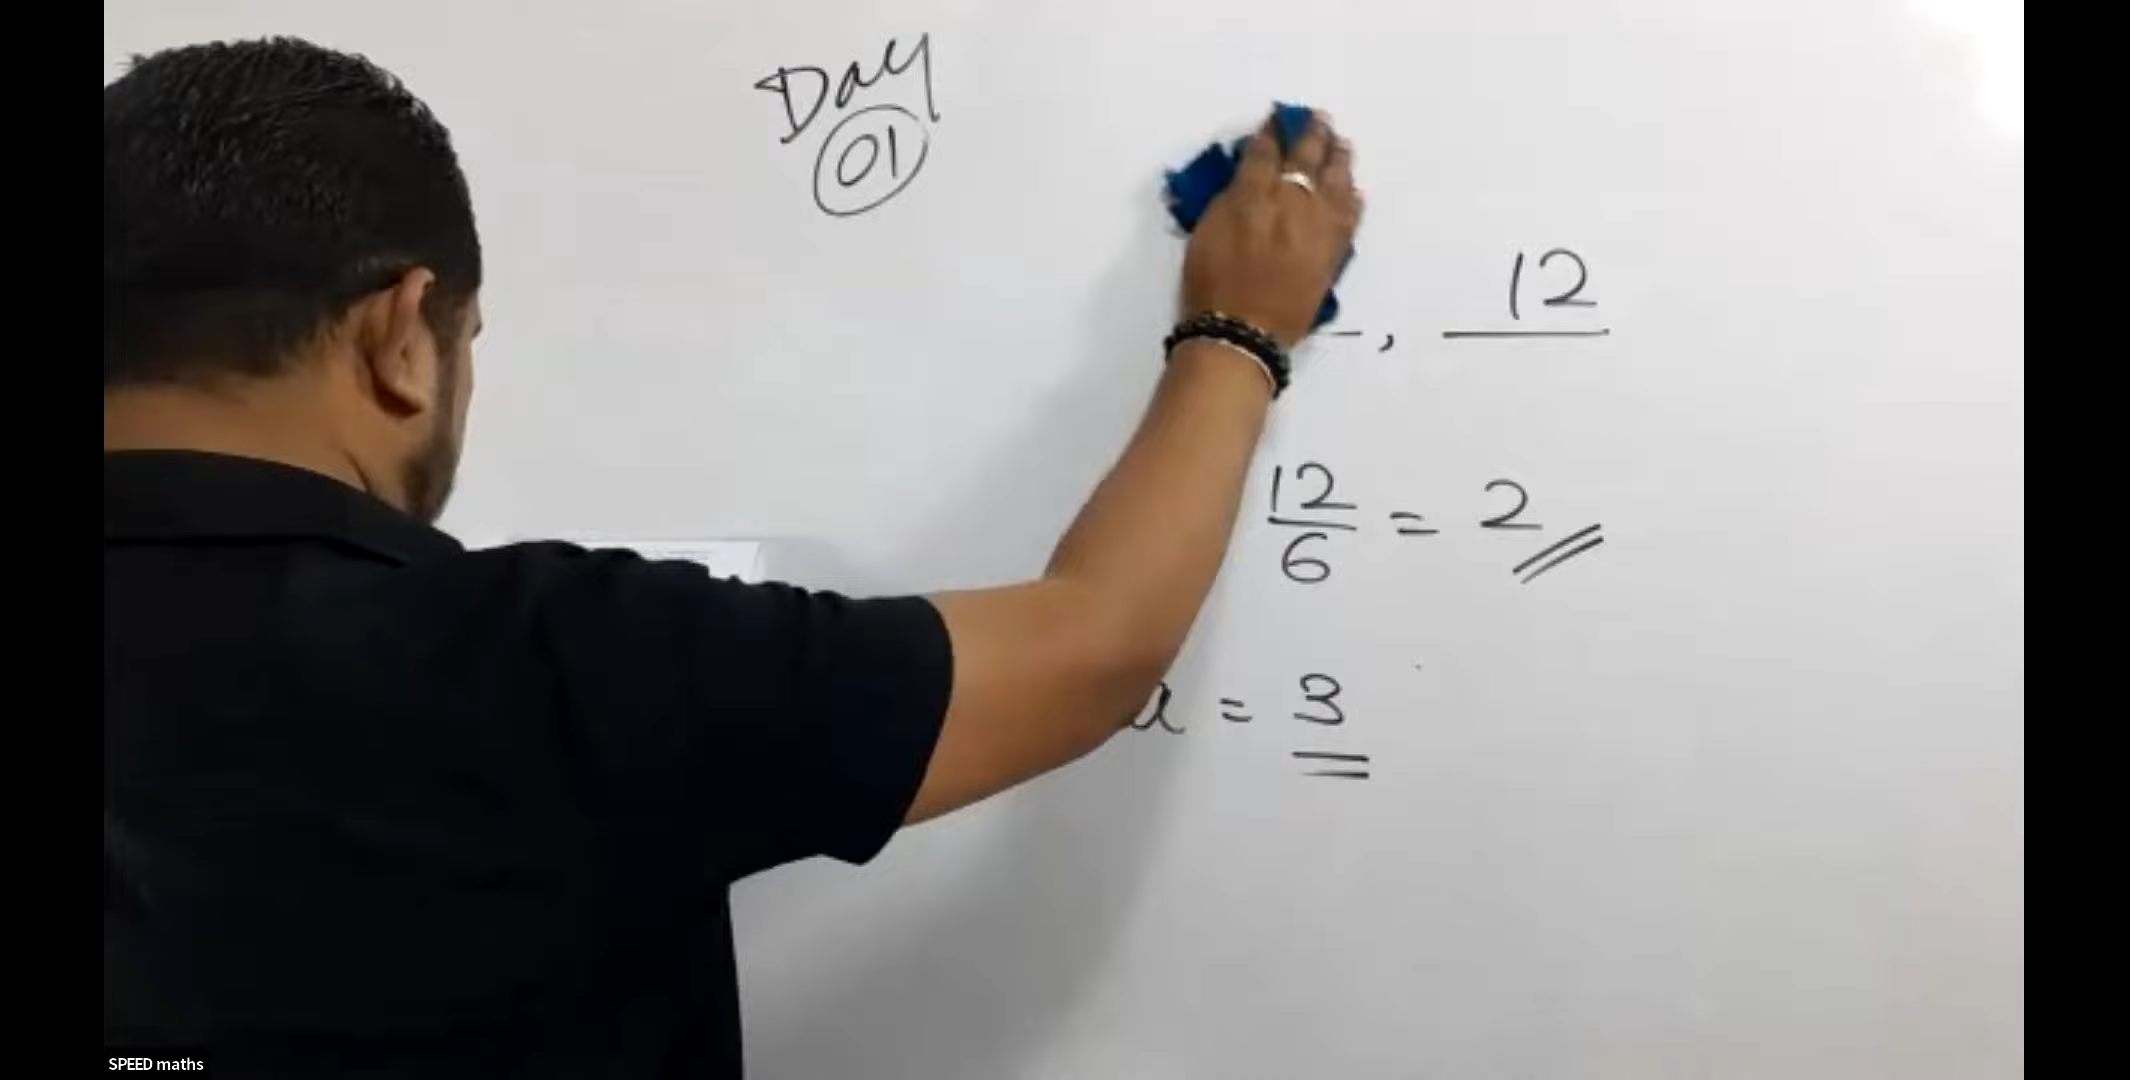 Day
01
, 12
12/6 = 2
a = 3
SPEED maths